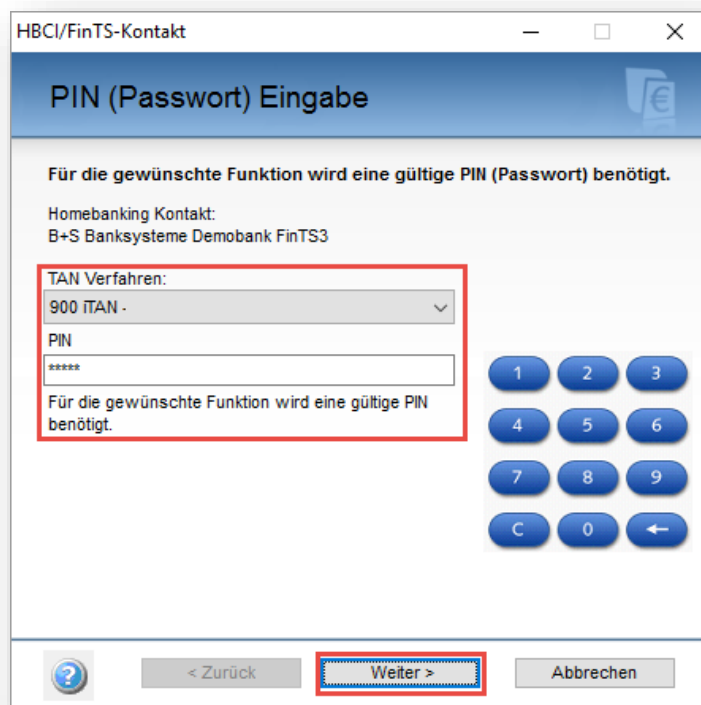 HBCI/FinTS-Kontakt
PIN (Passwort) Eingabe
€
Für die gewünschte Funktion wird eine gültige PIN (Passwort) benötigt.
Homebanking Kontakt:
B+S Banksysteme Demobank FinTS3
TAN Verfahren:
900 iTAN -
PIN
*****
Für die gewünschte Funktion wird eine gültige PIN
benötigt.
1 2 3
4 5 6
7 8 9
C 0 ←
? < Zurück Weiter > Abbrechen